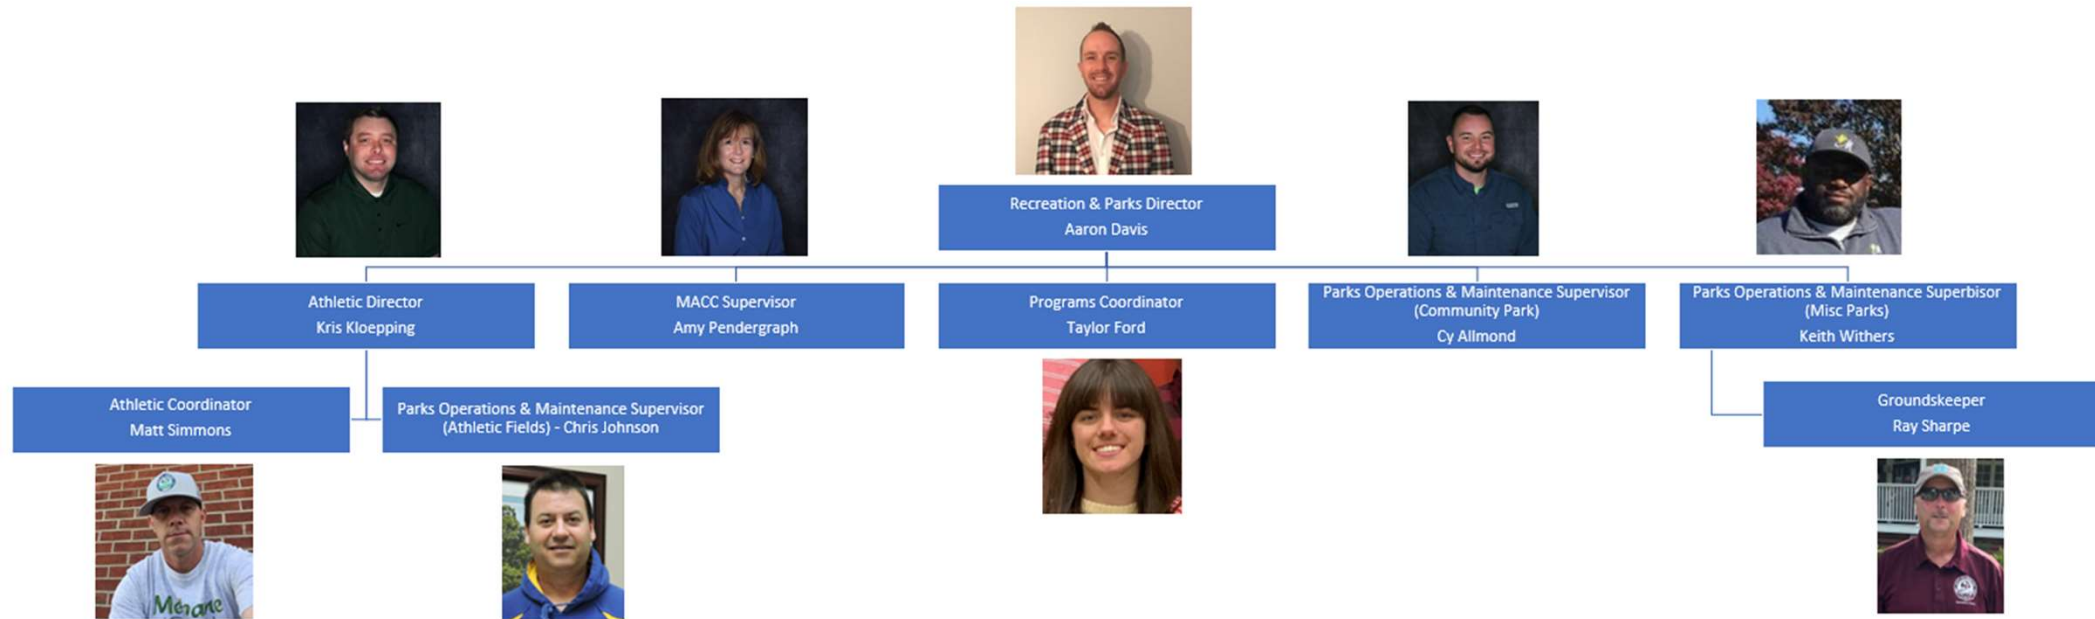 Recreation & Parks Director
Aaron Davis
Athletic Director
Kris Kloepping
MACC Supervisor
Amy Pendergraph
Programs Coordinator
Taylor Ford
Parks Operations & Maintenance Supervisor
(Community Park)
Cy Allmond
Parks Operations & Maintenance Superbisor
(Misc Parks)
Keith Withers
Athletic Coordinator
Matt Simmons
Parks Operations & Maintenance Supervisor
(Athletic Fields) - Chris Johnson
Groundskeeper
Ray Sharpe